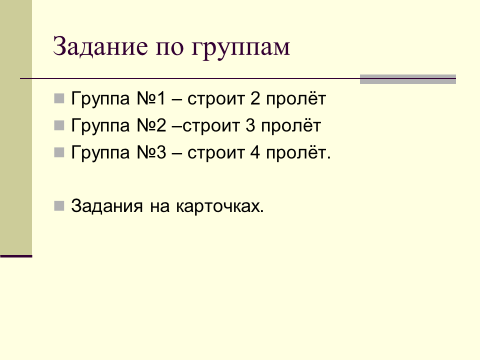 Задание по группам
Группа №1 – строит 2 пролёт
Группа №2 –строит 3 пролёт
Группа №3 – строит 4 пролёт.
Задания на карточках.